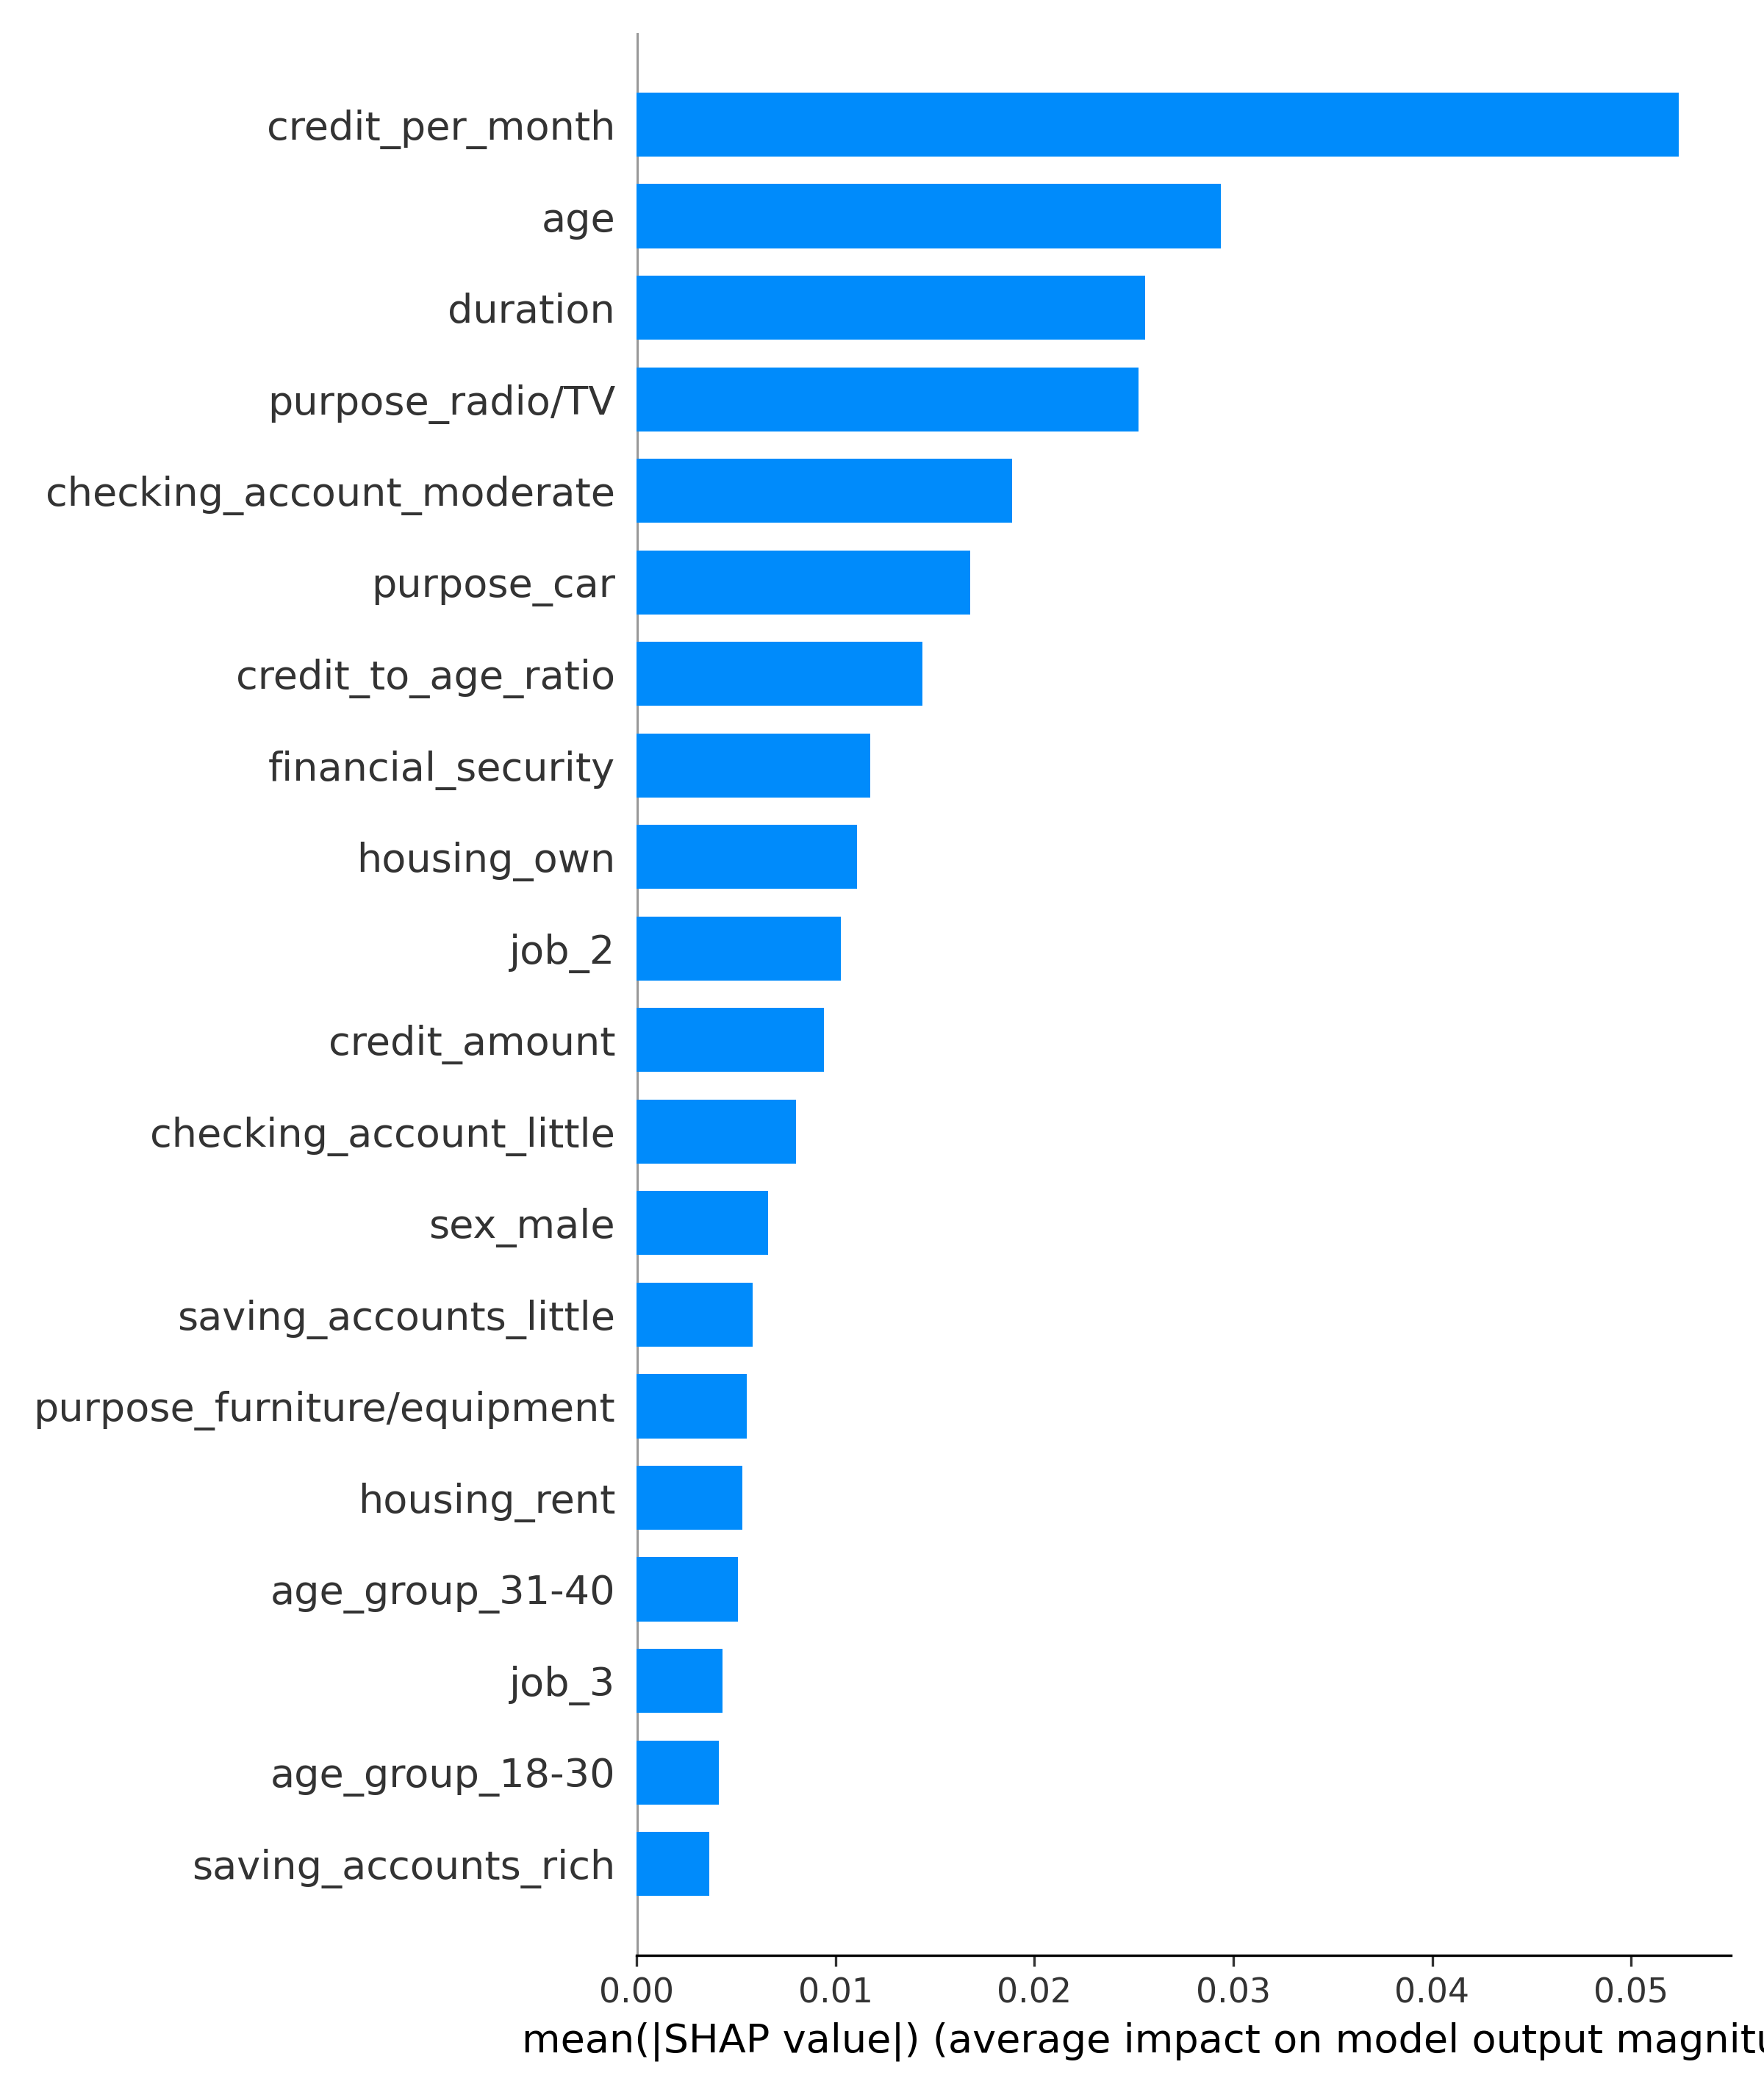 credit_per_month
age
duration
purpose_radio/TV
checking_account_moderate
purpose_car
credit_to_age_ratio
financial_security
housing_own
job_2
credit_amount
checking_account_little
sex_male
saving_accounts_little
purpose_furniture/equipment
housing_rent
age_group_31-40
job_3
age_group_18-30
saving_accounts_rich
0.00 0.01 0.02 0.03 0.04 0.05
mean(|SHAP value|) (average impact on model output magnitu